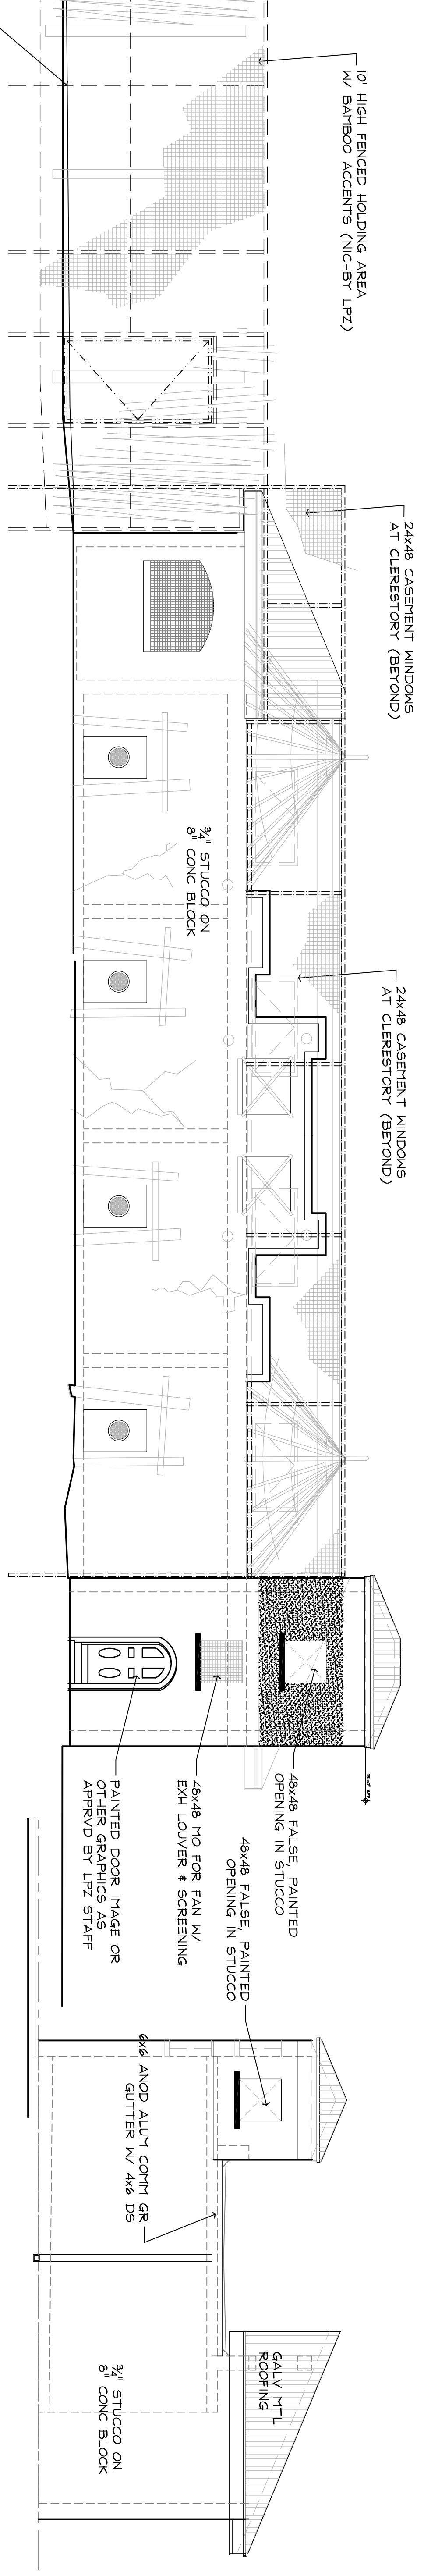 10' HIGH FENCED HOLDING AREA
W/ BAMBOO ACCENTS (NIC-BY LPZ)
24x48 CASEMENT WINDOWS
AT CLERESTORY (BEYOND)
24x48 CASEMENT WINDOWS
AT CLERESTORY (BEYOND)
3/4" STUCCO ON
8" CONC BLOCK
48x48 FALSE, PAINTED
OPENING IN STUCCO
48x48 MO FOR FAN W/
EXH LOUVER & SCREENING
PAINTED DOOR IMAGE OR
OTHER GRAPHICS AS
APPRVD BY LPZ STAFF
48x48 FALSE, PAINTED
OPENING IN STUCCO
6x6 ANOD ALUM COMM GR
GUTTER W/ 4x6 DS
GALV MTL
ROOFING
3/4" STUCCO ON
8" CONC BLOCK